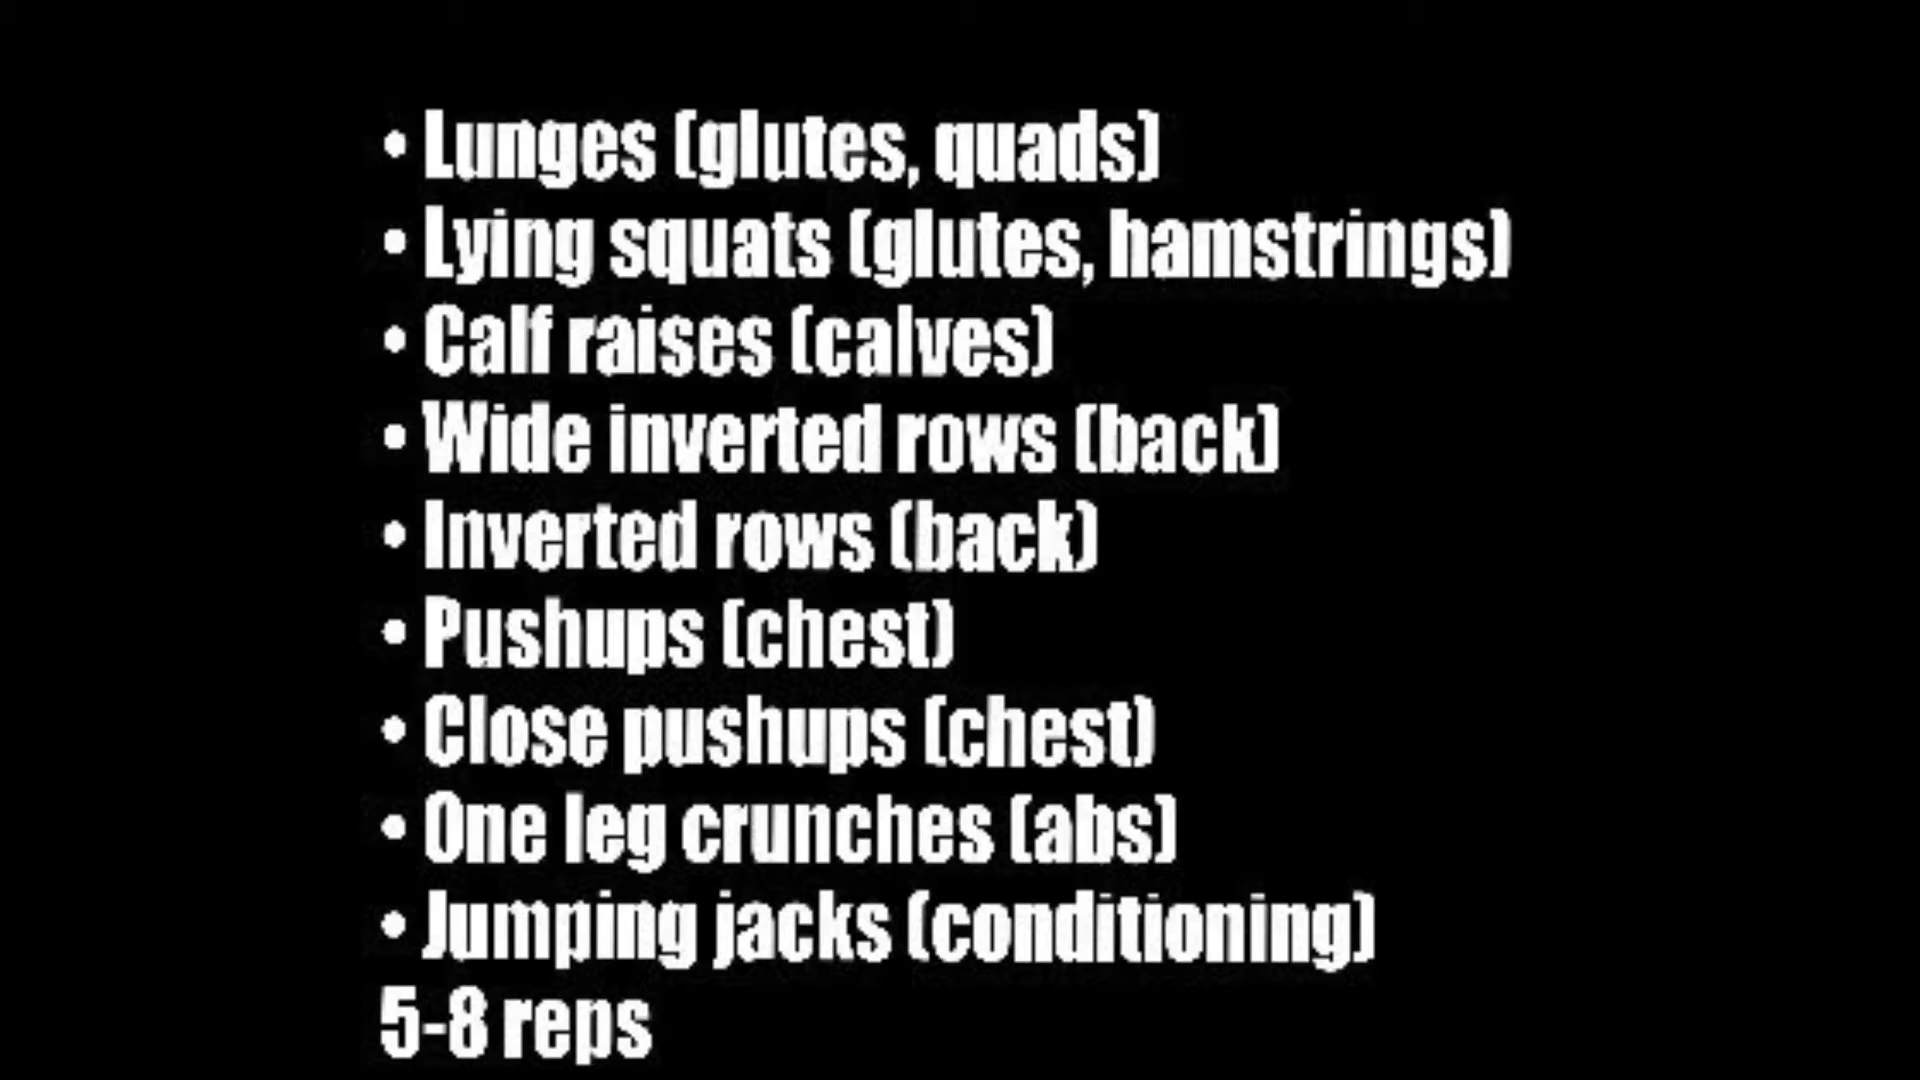 • Lunges (glutes, quads)
• Lying squats (glutes, hamstrings)
• Calf raises (calves)
• Wide inverted rows (back)
• Inverted rows (back)
• Pushups (chest)
• Close pushups (chest)
• One leg crunches (abs)
• Jumping jacks (conditioning)
5-8 reps